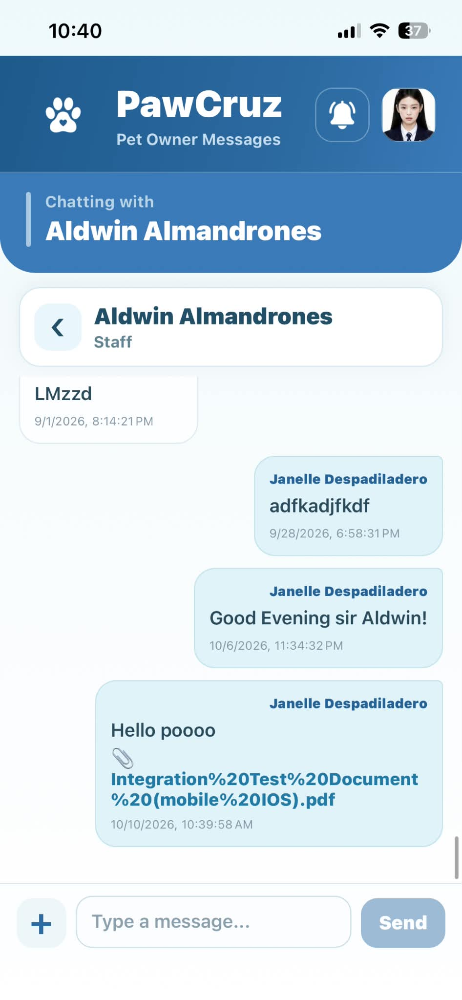 10:40
37
PawCruz
Pet Owner Messages
Chatting with
Aldwin Almandrones
Aldwin Almandrones
Staff
LMzzd
9/1/2026, 8:14:21 PM
Janelle Despadiladero
adfkadjfkdf
9/28/2026, 6:58:31 PM
Janelle Despadiladero
Good Evening sir Aldwin!
10/6/2026, 11:34:32 PM
Janelle Despadiladero
Hello poooo
Integration%20Test%20Document
%20(mobile%20IOS).pdf
10/10/2026, 10:39:58 AM
Type a message...
Send